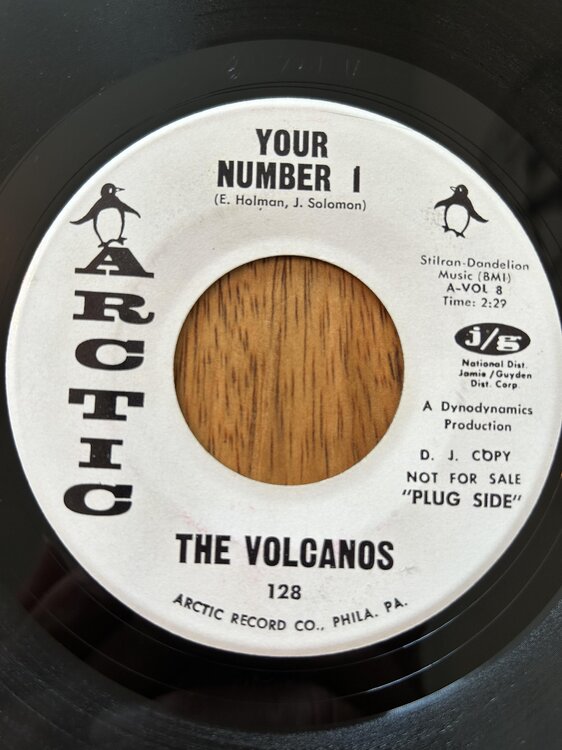 YOUR
NUMBER 1
(E. Holman, J. Solomon)
ARCTIC
Stilran-Dandelion
Music (BMI)
A-VOL 8
Time: 2:29
j/g
National Dist.
Jamie/Guyden
Dist. Corp
A Dynodynamics
Production
D. J. COPY
NOT FOR SALE
"PLUG SIDE"
THE VOLCANOS
128
ARCTIC RECORD CO., PHILA. PA.